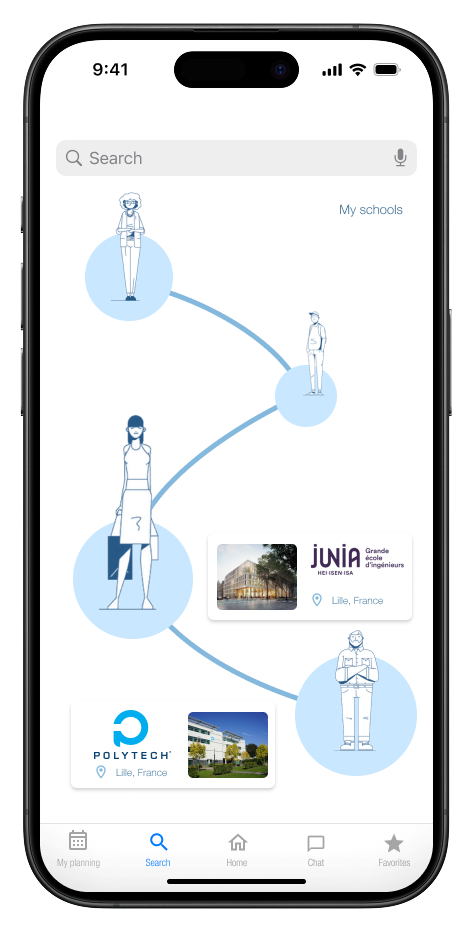 9:41
Search
My schools
JUNIA
Grande
école
d'ingénieurs
HEI·ISEN·ISA
Lille, France
POLYTECH
Lille, France
My planning
Search
Home
Chat
Favorites